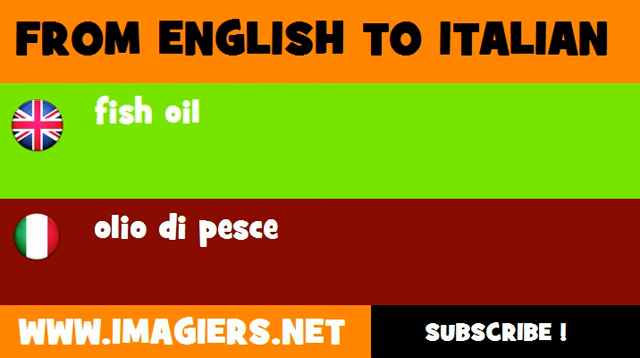 FROM ENGLISH TO ITALIAN
fish oil
olio di pesce
WWW.IMAGIERS.NET
SUBSCRIBE !